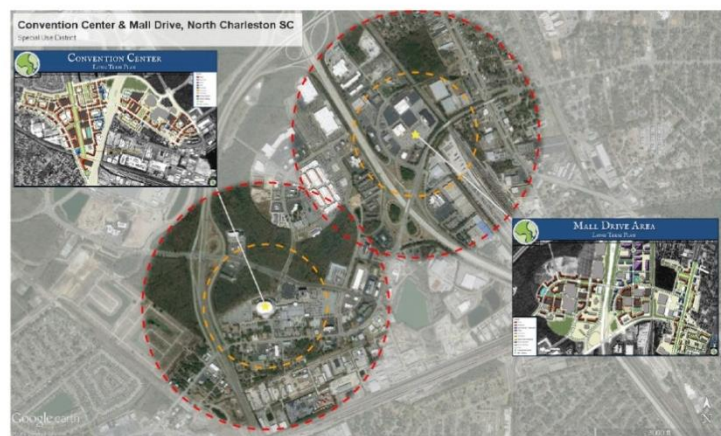 Convention Center & Mall Drive, North Charleston SC
Special Use District
CONVENTION CENTER
LONG TERM PLAN
MALL DRIVE AREA
LONG TERM PLAN
Google earth